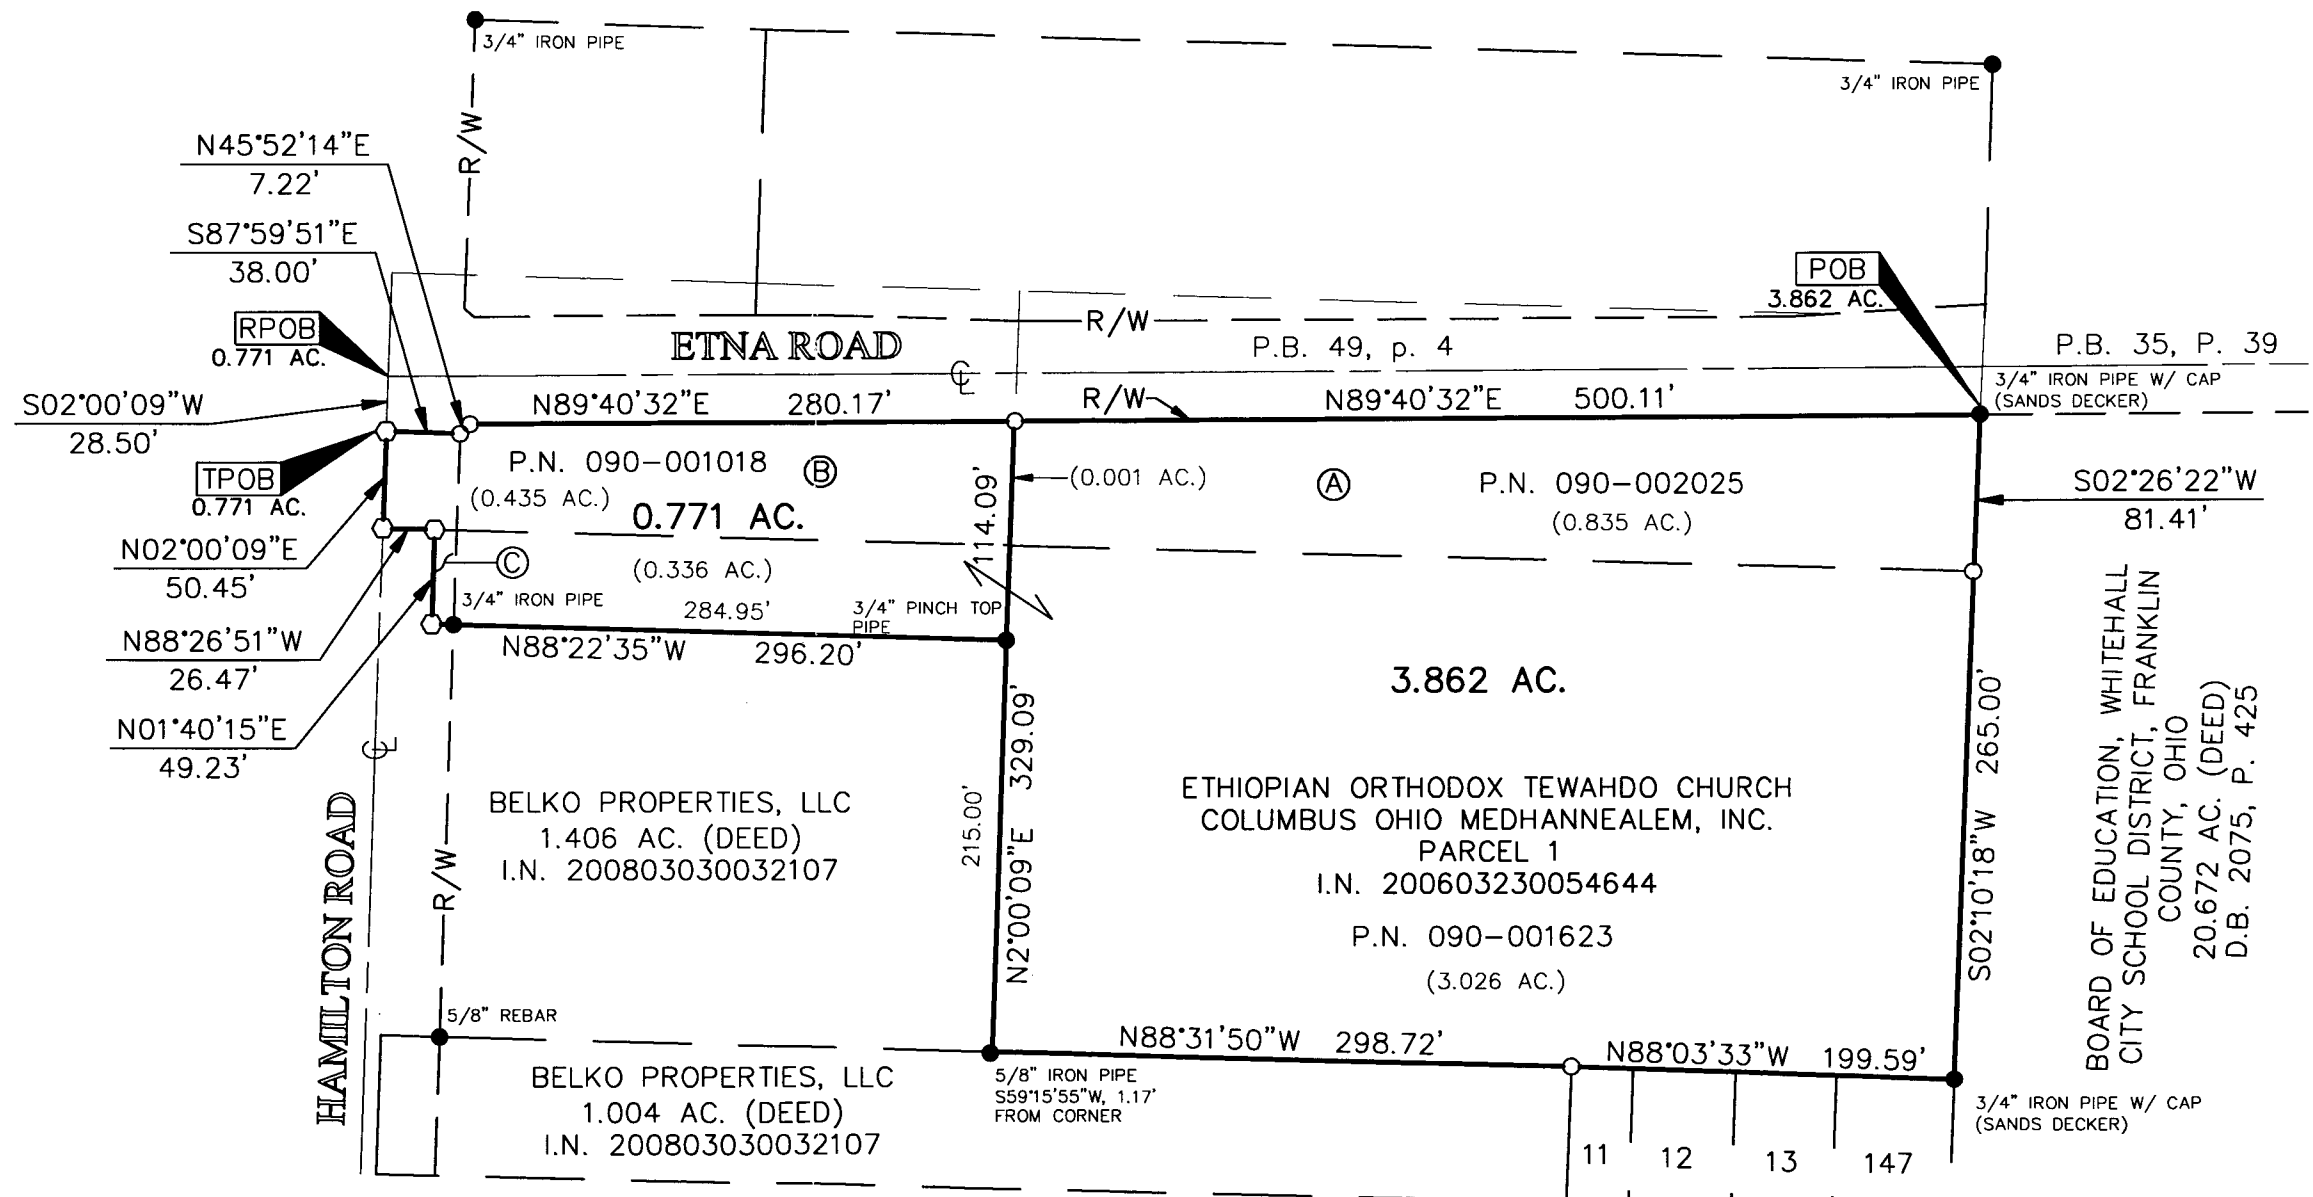 3/4" IRON PIPE
3/4" IRON PIPE
R/W
N45°52'14"E
7.22'
S87°59'51"E
38.00'
RPOB
0.771 AC.
S02°00'09"W
28.50'
TPOB
0.771 AC.
N02°00'09"E
50.45'
N88°26'51"W
26.47'
N01°40'15"E
49.23'
POB
3.862 AC.
R/W
ETNA ROAD
P.B. 49, p. 4
P.B. 35, P. 39
℄
3/4" IRON PIPE W/ CAP
(SANDS DECKER)
N89°40'32"E 280.17'
R/W
N89°40'32"E 500.11'
P.N. 090-001018
(0.435 AC.)
B
0.771 AC.
114.09'
(0.001 AC.)
A
P.N. 090-002025
(0.835 AC.)
S02°26'22"W
81.41'
C
(0.336 AC.)
3/4" IRON PIPE
284.95'
3/4" PINCH TOP
PIPE
N88°22'35"W 296.20'
3.862 AC.
℄
HAMILTON ROAD
R/W
BELKO PROPERTIES, LLC
1.406 AC. (DEED)
I.N. 200803030032107
215.00'
N2°00'09"E 329.09'
ETHIOPIAN ORTHODOX TEWAHDO CHURCH
COLUMBUS OHIO MEDHANNEALEM, INC.
PARCEL 1
I.N. 200603230054644
P.N. 090-001623
(3.026 AC.)
S02°10'18"W 265.00'
BOARD OF EDUCATION, WHITEHALL
CITY SCHOOL DISTRICT, FRANKLIN
COUNTY, OHIO
20.672 AC. (DEED)
D.B. 2075, P. 425
5/8" REBAR
N88°31'50"W 298.72'
N88°03'33"W 199.59'
BELKO PROPERTIES, LLC
1.004 AC. (DEED)
I.N. 200803030032107
5/8" IRON PIPE
S59°15'55"W, 1.17'
FROM CORNER
3/4" IRON PIPE W/ CAP
(SANDS DECKER)
11
12
13
147